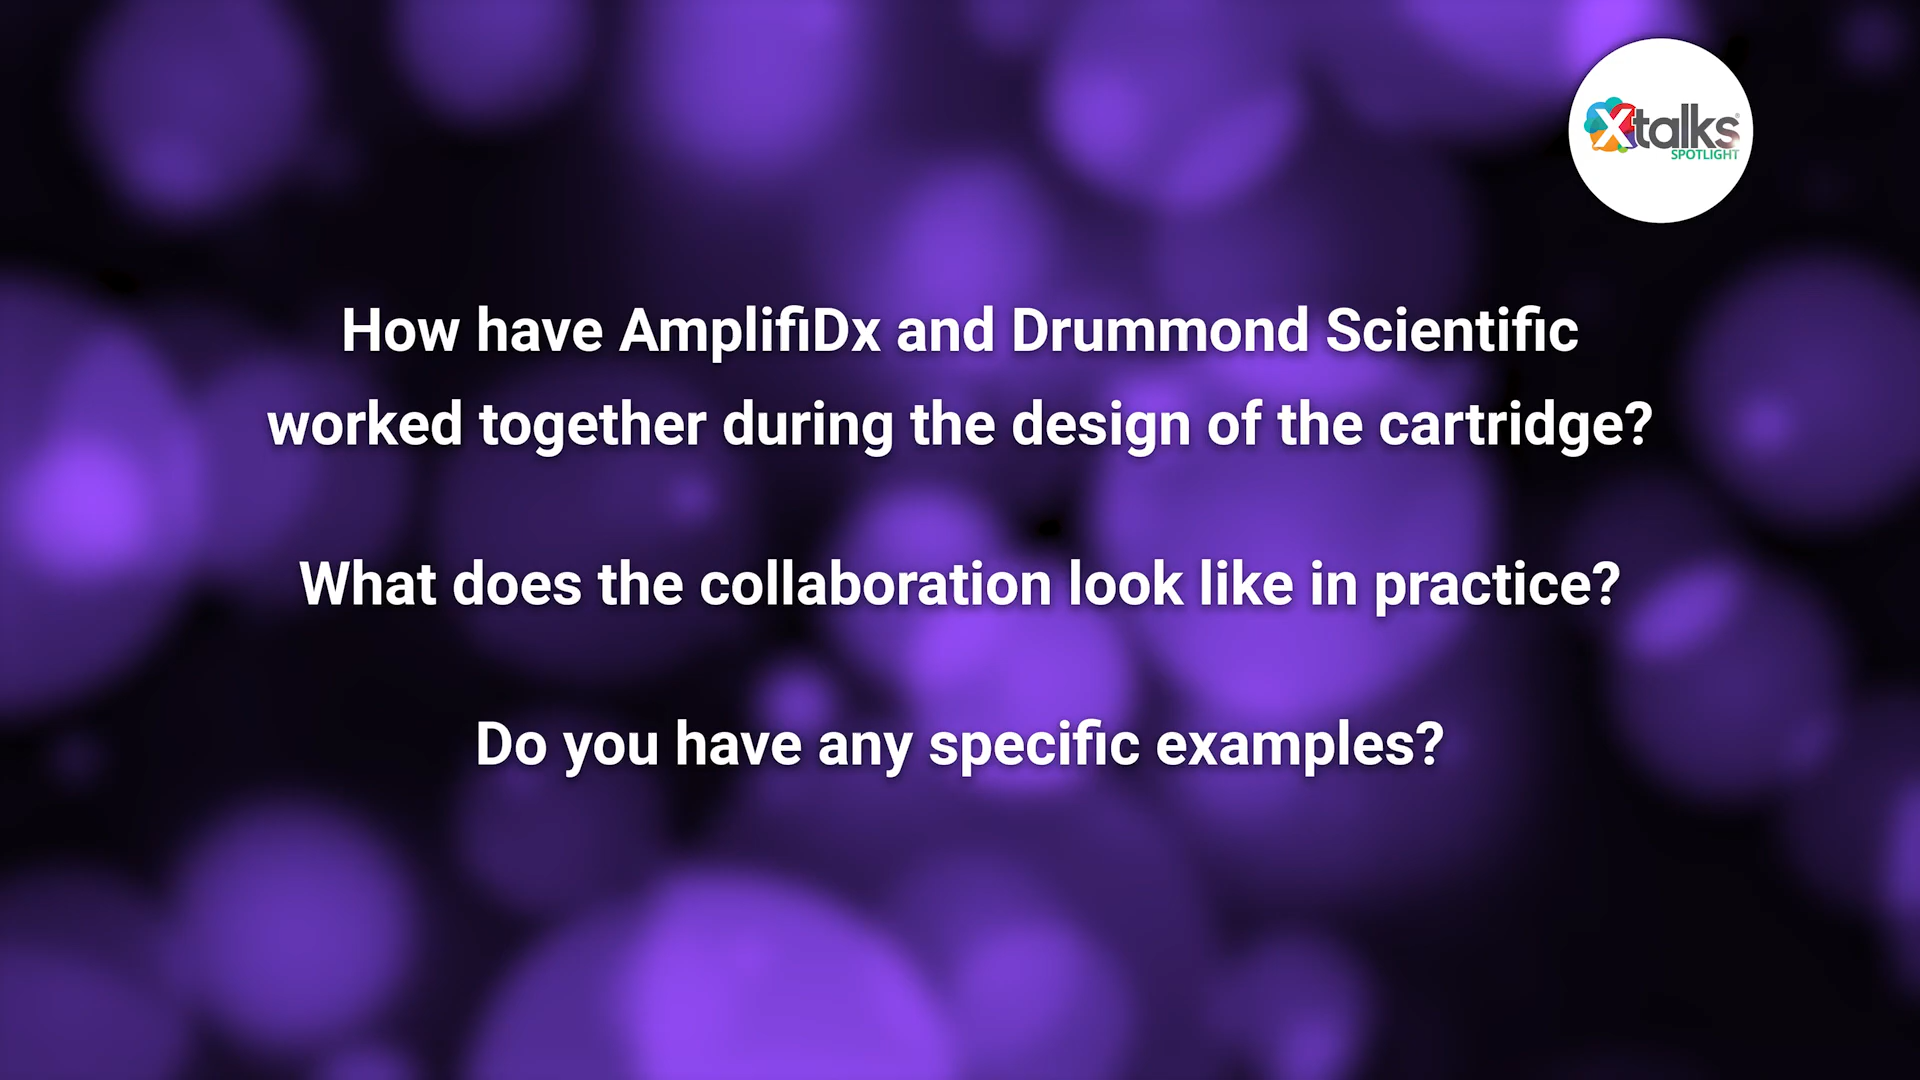 Xtalks
SPOTLIGHT
How have AmplifiDx and Drummond Scientific
worked together during the design of the cartridge?
What does the collaboration look like in practice?
Do you have any specific examples?